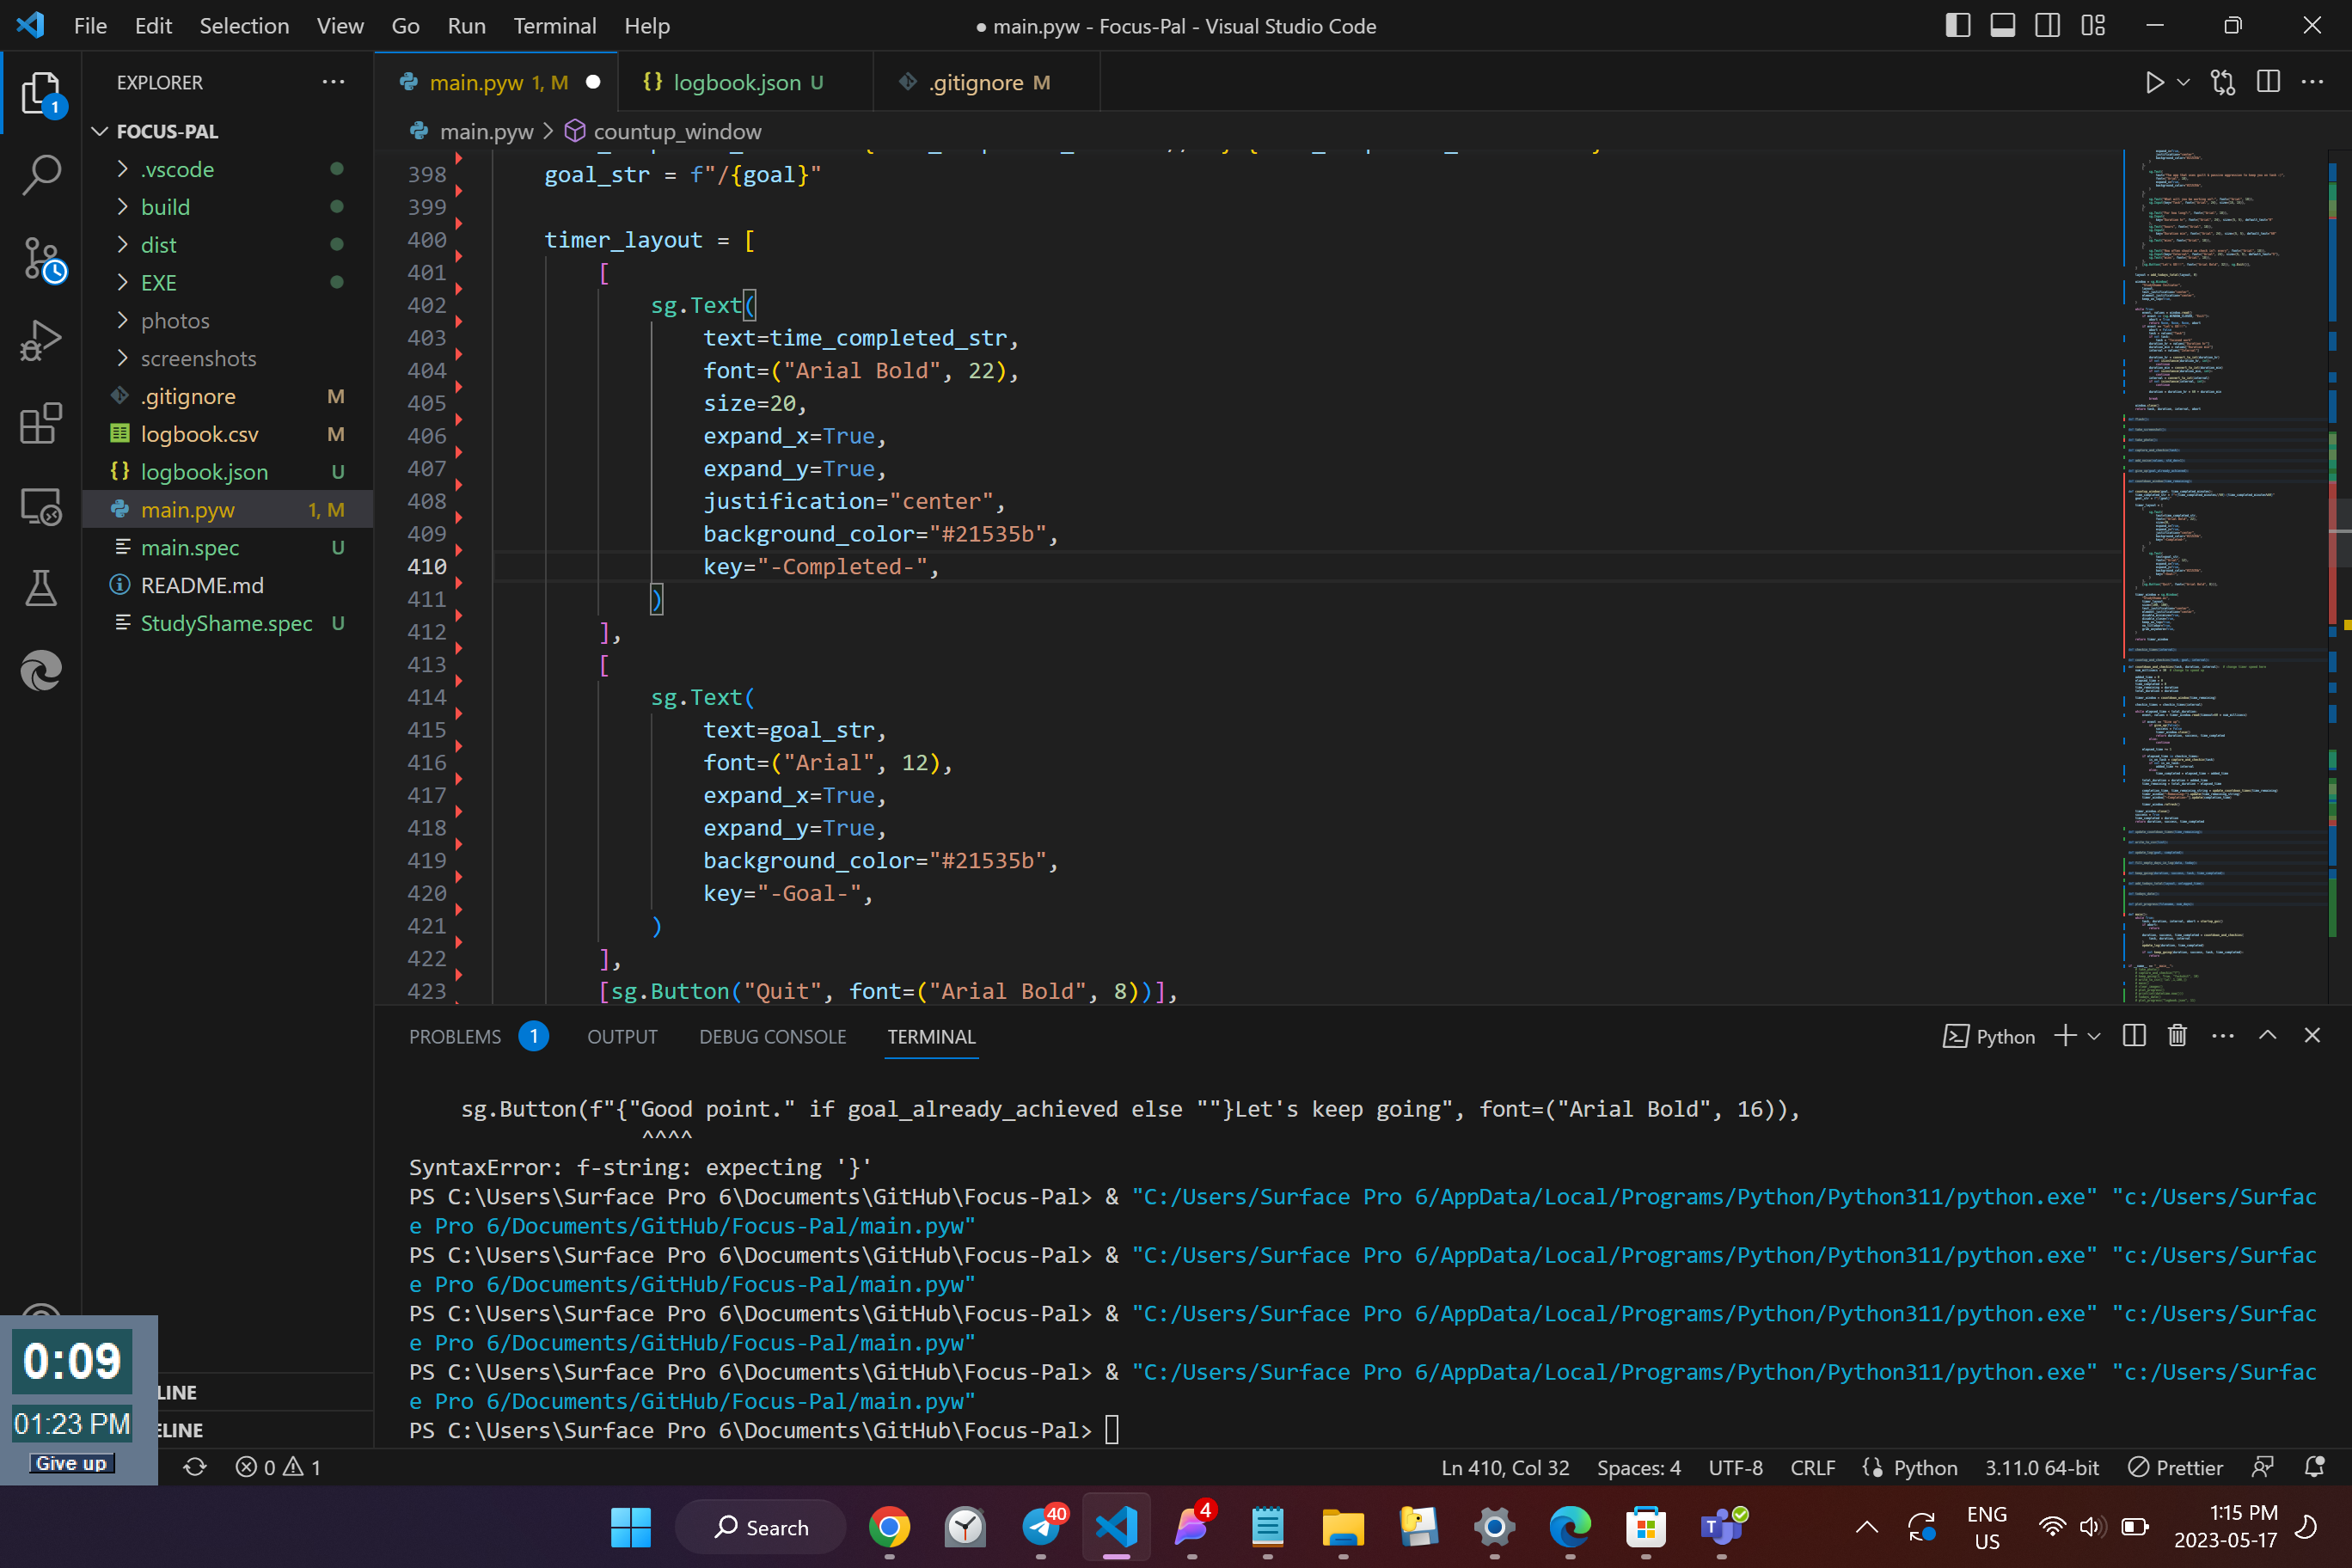 File Edit Selection View Go Run Terminal Help
● main.pyw - Focus-Pal - Visual Studio Code
EXPLORER
main.pyw 1, M
{} logbook.json U
.gitignore M
1
FOCUS-PAL
main.pyw > countup_window
.vscode
build
dist
EXE
photos
screenshots
.gitignore M
logbook.csv M
{} logbook.json U
main.pyw 1, M
main.spec U
README.md
StudyShame.spec U
398 goal_str = f"/{goal}"
399
400 timer_layout = [
401 [
402 sg.Text(
403 text=time_completed_str,
404 font=("Arial Bold", 22),
405 size=20,
406 expand_x=True,
407 expand_y=True,
408 justification="center",
409 background_color="#21535b",
410 key="-Completed-",
411 )
412 ],
413 [
414 sg.Text(
415 text=goal_str,
416 font=("Arial", 12),
417 expand_x=True,
418 expand_y=True,
419 background_color="#21535b",
420 key="-Goal-",
421 )
422 ],
423 [sg.Button("Quit", font=("Arial Bold", 8))],
PROBLEMS 1 OUTPUT DEBUG CONSOLE TERMINAL
Python
sg.Button(f"{"Good point." if goal_already_achieved else ""}Let's keep going", font=("Arial Bold", 16)),
^^^^
SyntaxError: f-string: expecting '}'
PS C:\Users\Surface Pro 6\Documents\GitHub\Focus-Pal> & "C:/Users/Surface Pro 6/AppData/Local/Programs/Python/Python311/python.exe" "c:/Users/Surfac
e Pro 6/Documents/GitHub/Focus-Pal/main.pyw"
PS C:\Users\Surface Pro 6\Documents\GitHub\Focus-Pal> & "C:/Users/Surface Pro 6/AppData/Local/Programs/Python/Python311/python.exe" "c:/Users/Surfac
e Pro 6/Documents/GitHub/Focus-Pal/main.pyw"
PS C:\Users\Surface Pro 6\Documents\GitHub\Focus-Pal> & "C:/Users/Surface Pro 6/AppData/Local/Programs/Python/Python311/python.exe" "c:/Users/Surfac
e Pro 6/Documents/GitHub/Focus-Pal/main.pyw"
PS C:\Users\Surface Pro 6\Documents\GitHub\Focus-Pal> & "C:/Users/Surface Pro 6/AppData/Local/Programs/Python/Python311/python.exe" "c:/Users/Surfac
e Pro 6/Documents/GitHub/Focus-Pal/main.pyw"
PS C:\Users\Surface Pro 6\Documents\GitHub\Focus-Pal>
0:09
01:23 PM
Give up
LINE
ELINE
0 1
Ln 410, Col 32 Spaces: 4 UTF-8 CRLF Python 3.11.0 64-bit Prettier
Search
40
4
ENG
US
1:15 PM
2023-05-17